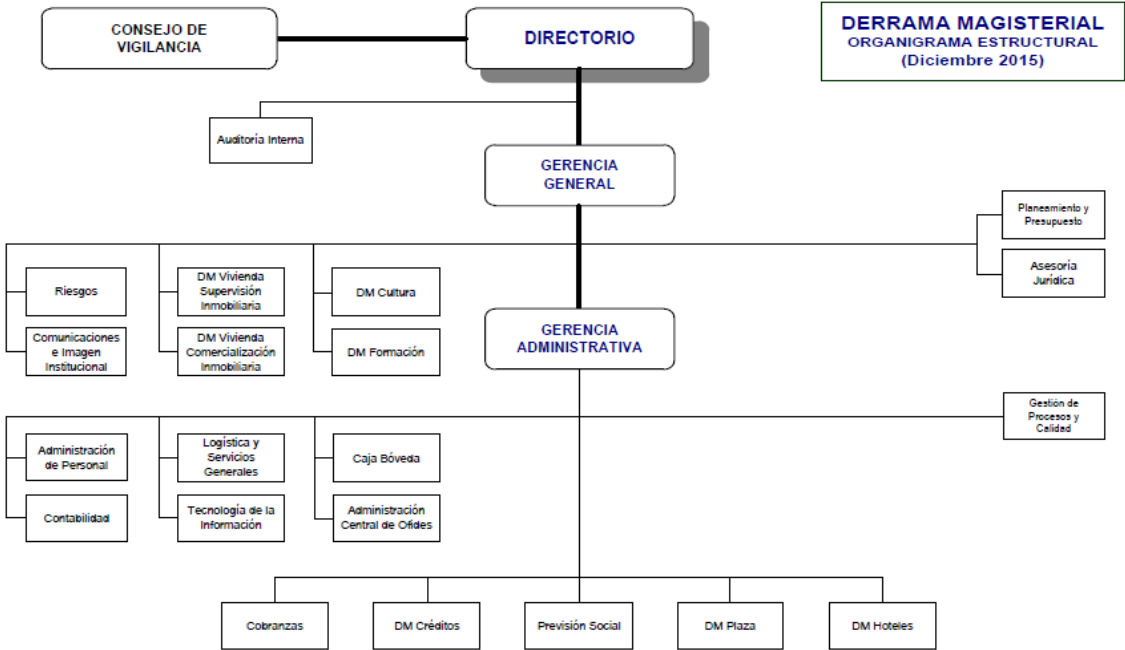 CONSEJO DE
VIGILANCIA
DIRECTORIO
DERRAMA MAGISTERIAL
ORGANIGRAMA ESTRUCTURAL
(Diciembre 2015)
Auditoría Interna
GERENCIA
GENERAL
Planeamiento y
Presupuesto
Asesoría
Jurídica
Riesgos
DM Vivienda
Supervisión
Inmobiliaria
DM Cultura
Comunicaciones
e Imagen
Institucional
DM Vivienda
Comercialización
Inmobiliaria
DM Formación
GERENCIA
ADMINISTRATIVA
Gestión de
Procesos y
Calidad
Administración
de Personal
Logística y
Servicios
Generales
Caja Bóveda
Contabilidad
Tecnología de la
Información
Administración
Central de Ofides
Cobranzas
DM Créditos
Previsión Social
DM Plaza
DM Hoteles